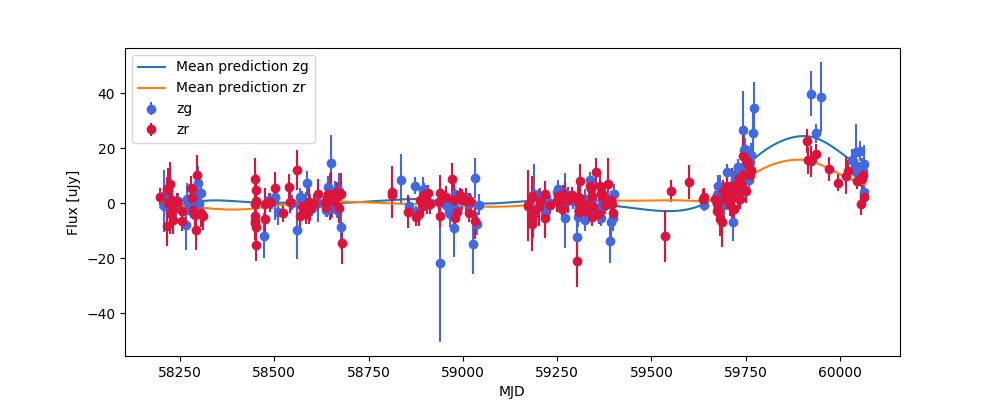 Mean prediction zg
Mean prediction zr
zg
zr
Flux [uJy]
40
20
0
−20
−40
58250
58500
58750
59000
59250
59500
59750
60000
MJD